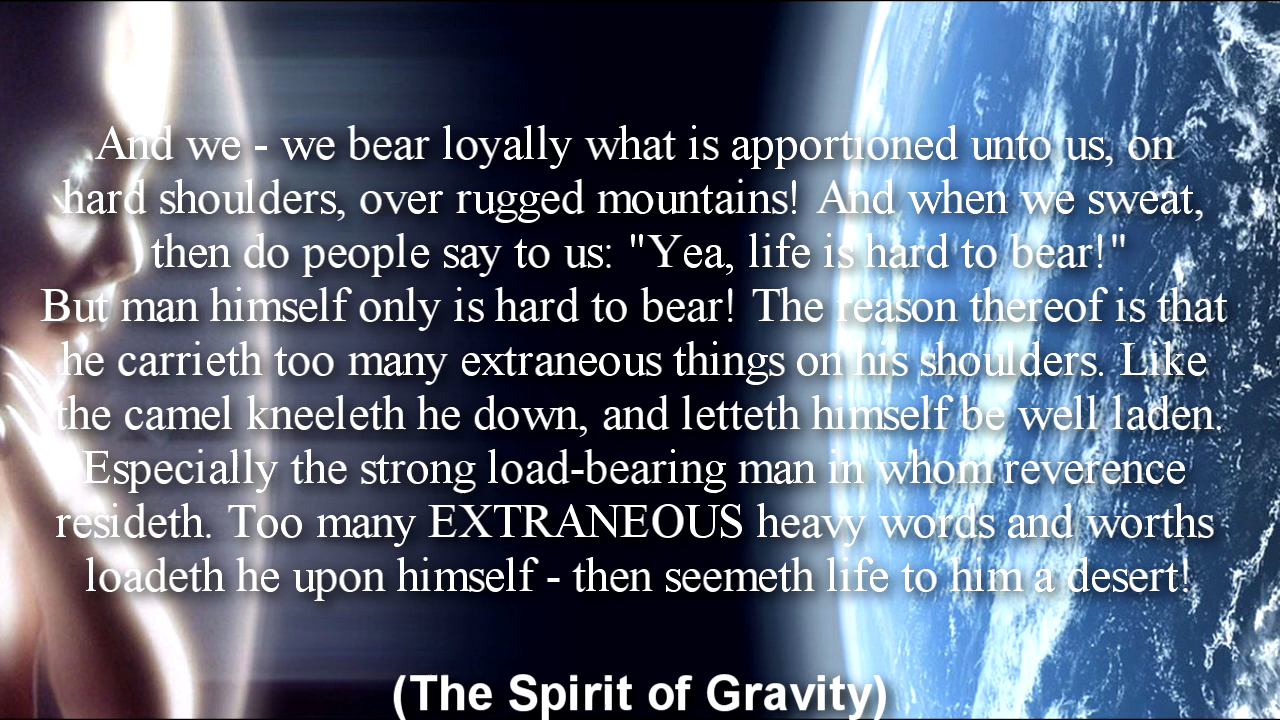 And we - we bear loyally what is apportioned unto us, on
hard shoulders, over rugged mountains! And when we sweat,
then do people say to us: "Yea, life is hard to bear!"
But man himself only is hard to bear! The reason thereof is that
he carrieth too many extraneous things on his shoulders. Like
the camel kneeleth he down, and letteth himself be well laden.
Especially the strong load-bearing man in whom reverence
resideth. Too many EXTRANEOUS heavy words and worths
loadeth he upon himself - then seemeth life to him a desert!
(The Spirit of Gravity)